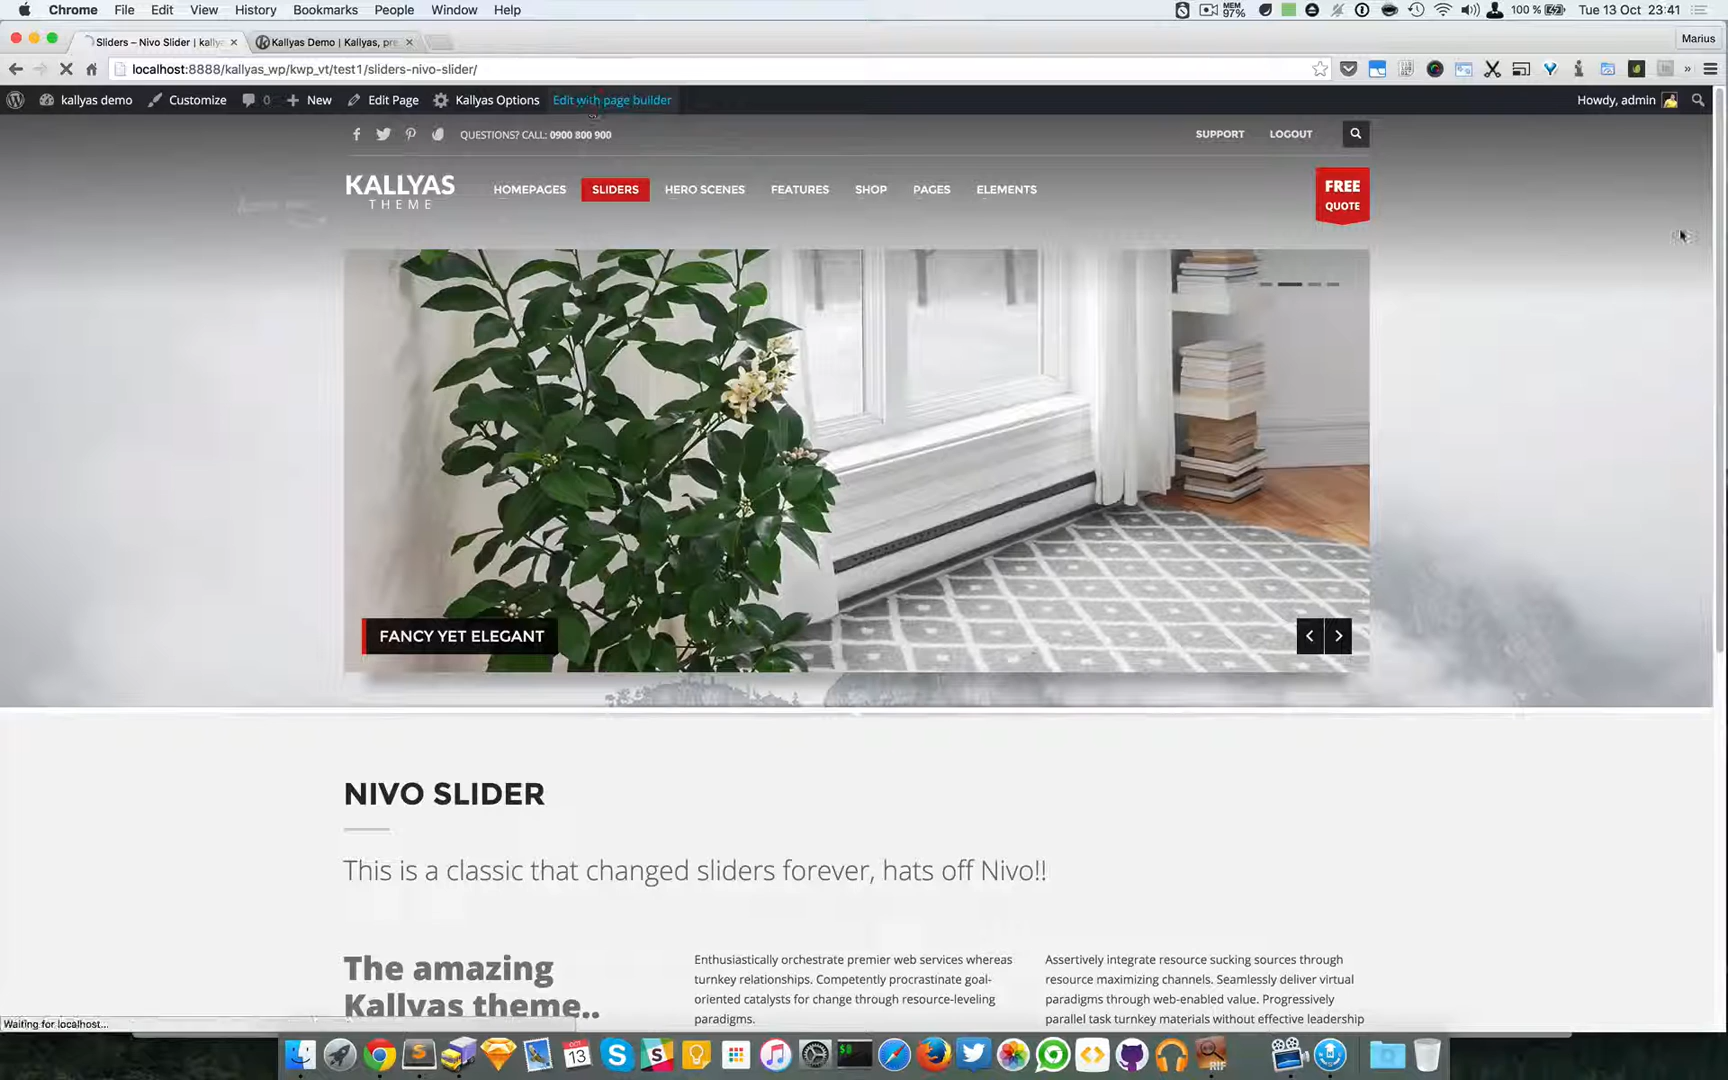 Chrome File Edit View History Bookmarks People Window Help MEM 97% 100 % Tue 13 Oct 23:41
Sliders – Nivo Slider | kally Kallyas Demo | Kallyas, pre Marius
localhost:8888/kallyas_wp/kwp_vt/test1/sliders-nivo-slider/
kallyas demo Customize 0 New Edit Page Kallyas Options Edit with page builder Howdy, admin
QUESTIONS? CALL: 0900 800 900 SUPPORT LOGOUT
KALLYAS
THEME
HOMEPAGES SLIDERS HERO SCENES FEATURES SHOP PAGES ELEMENTS
FREE
QUOTE
FANCY YET ELEGANT
NIVO SLIDER
This is a classic that changed sliders forever, hats off Nivo!!
The amazing
Kallyas theme..
Enthusiastically orchestrate premier web services whereas
turnkey relationships. Competently procrastinate goal-
oriented catalysts for change through resource-leveling
paradigms.
Assertively integrate resource sucking sources through
resource maximizing channels. Seamlessly deliver virtual
paradigms through web-enabled value. Progressively
parallel task turnkey materials without effective leadership
Waiting for localhost...
OCT
13
RIF